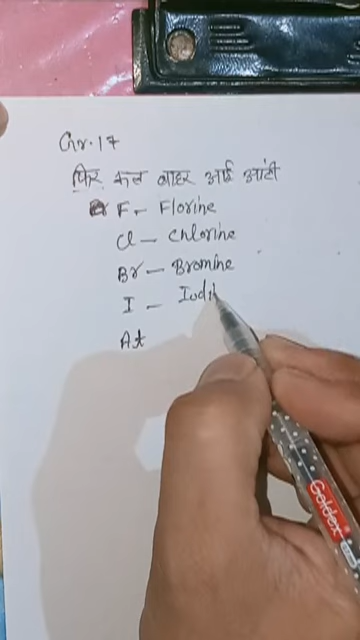 Gr. 17
फिर कल बाहर आई आंटी
F - Florine
Cl - Chlorine
Br - Bromine
I - Iodi
At
Goldex